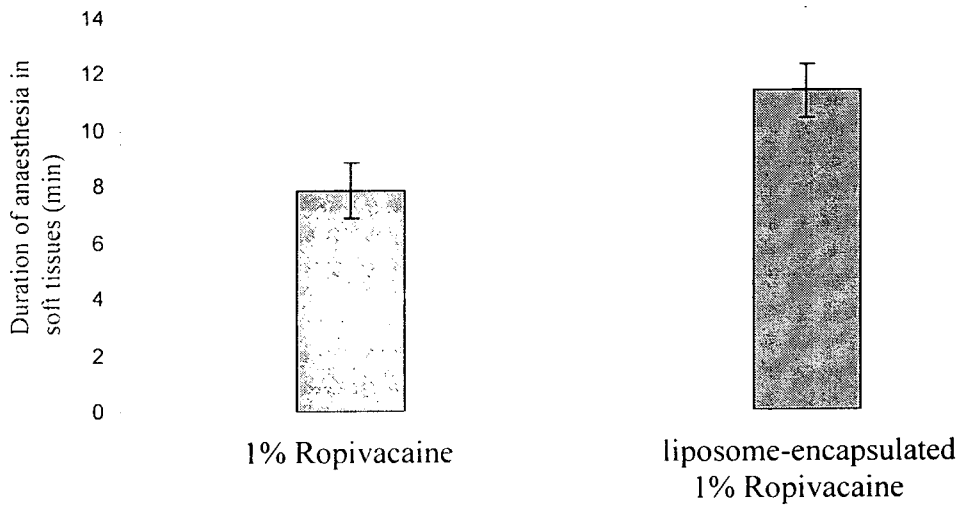 14
12
10
8
6
4
2
0
Duration of anaesthesia in
soft tissues (min)
1% Ropivacaine
liposome-encapsulated
1% Ropivacaine